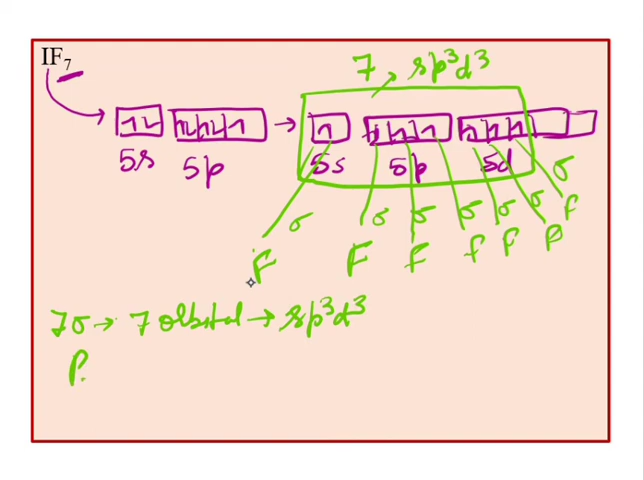 IF7
7 → sp³d³
5s 5p → 5s 5p 5d
σ σ σ σ σ σ σ
F F F F F F F
7σ → 7 orbital → sp³d³
P.